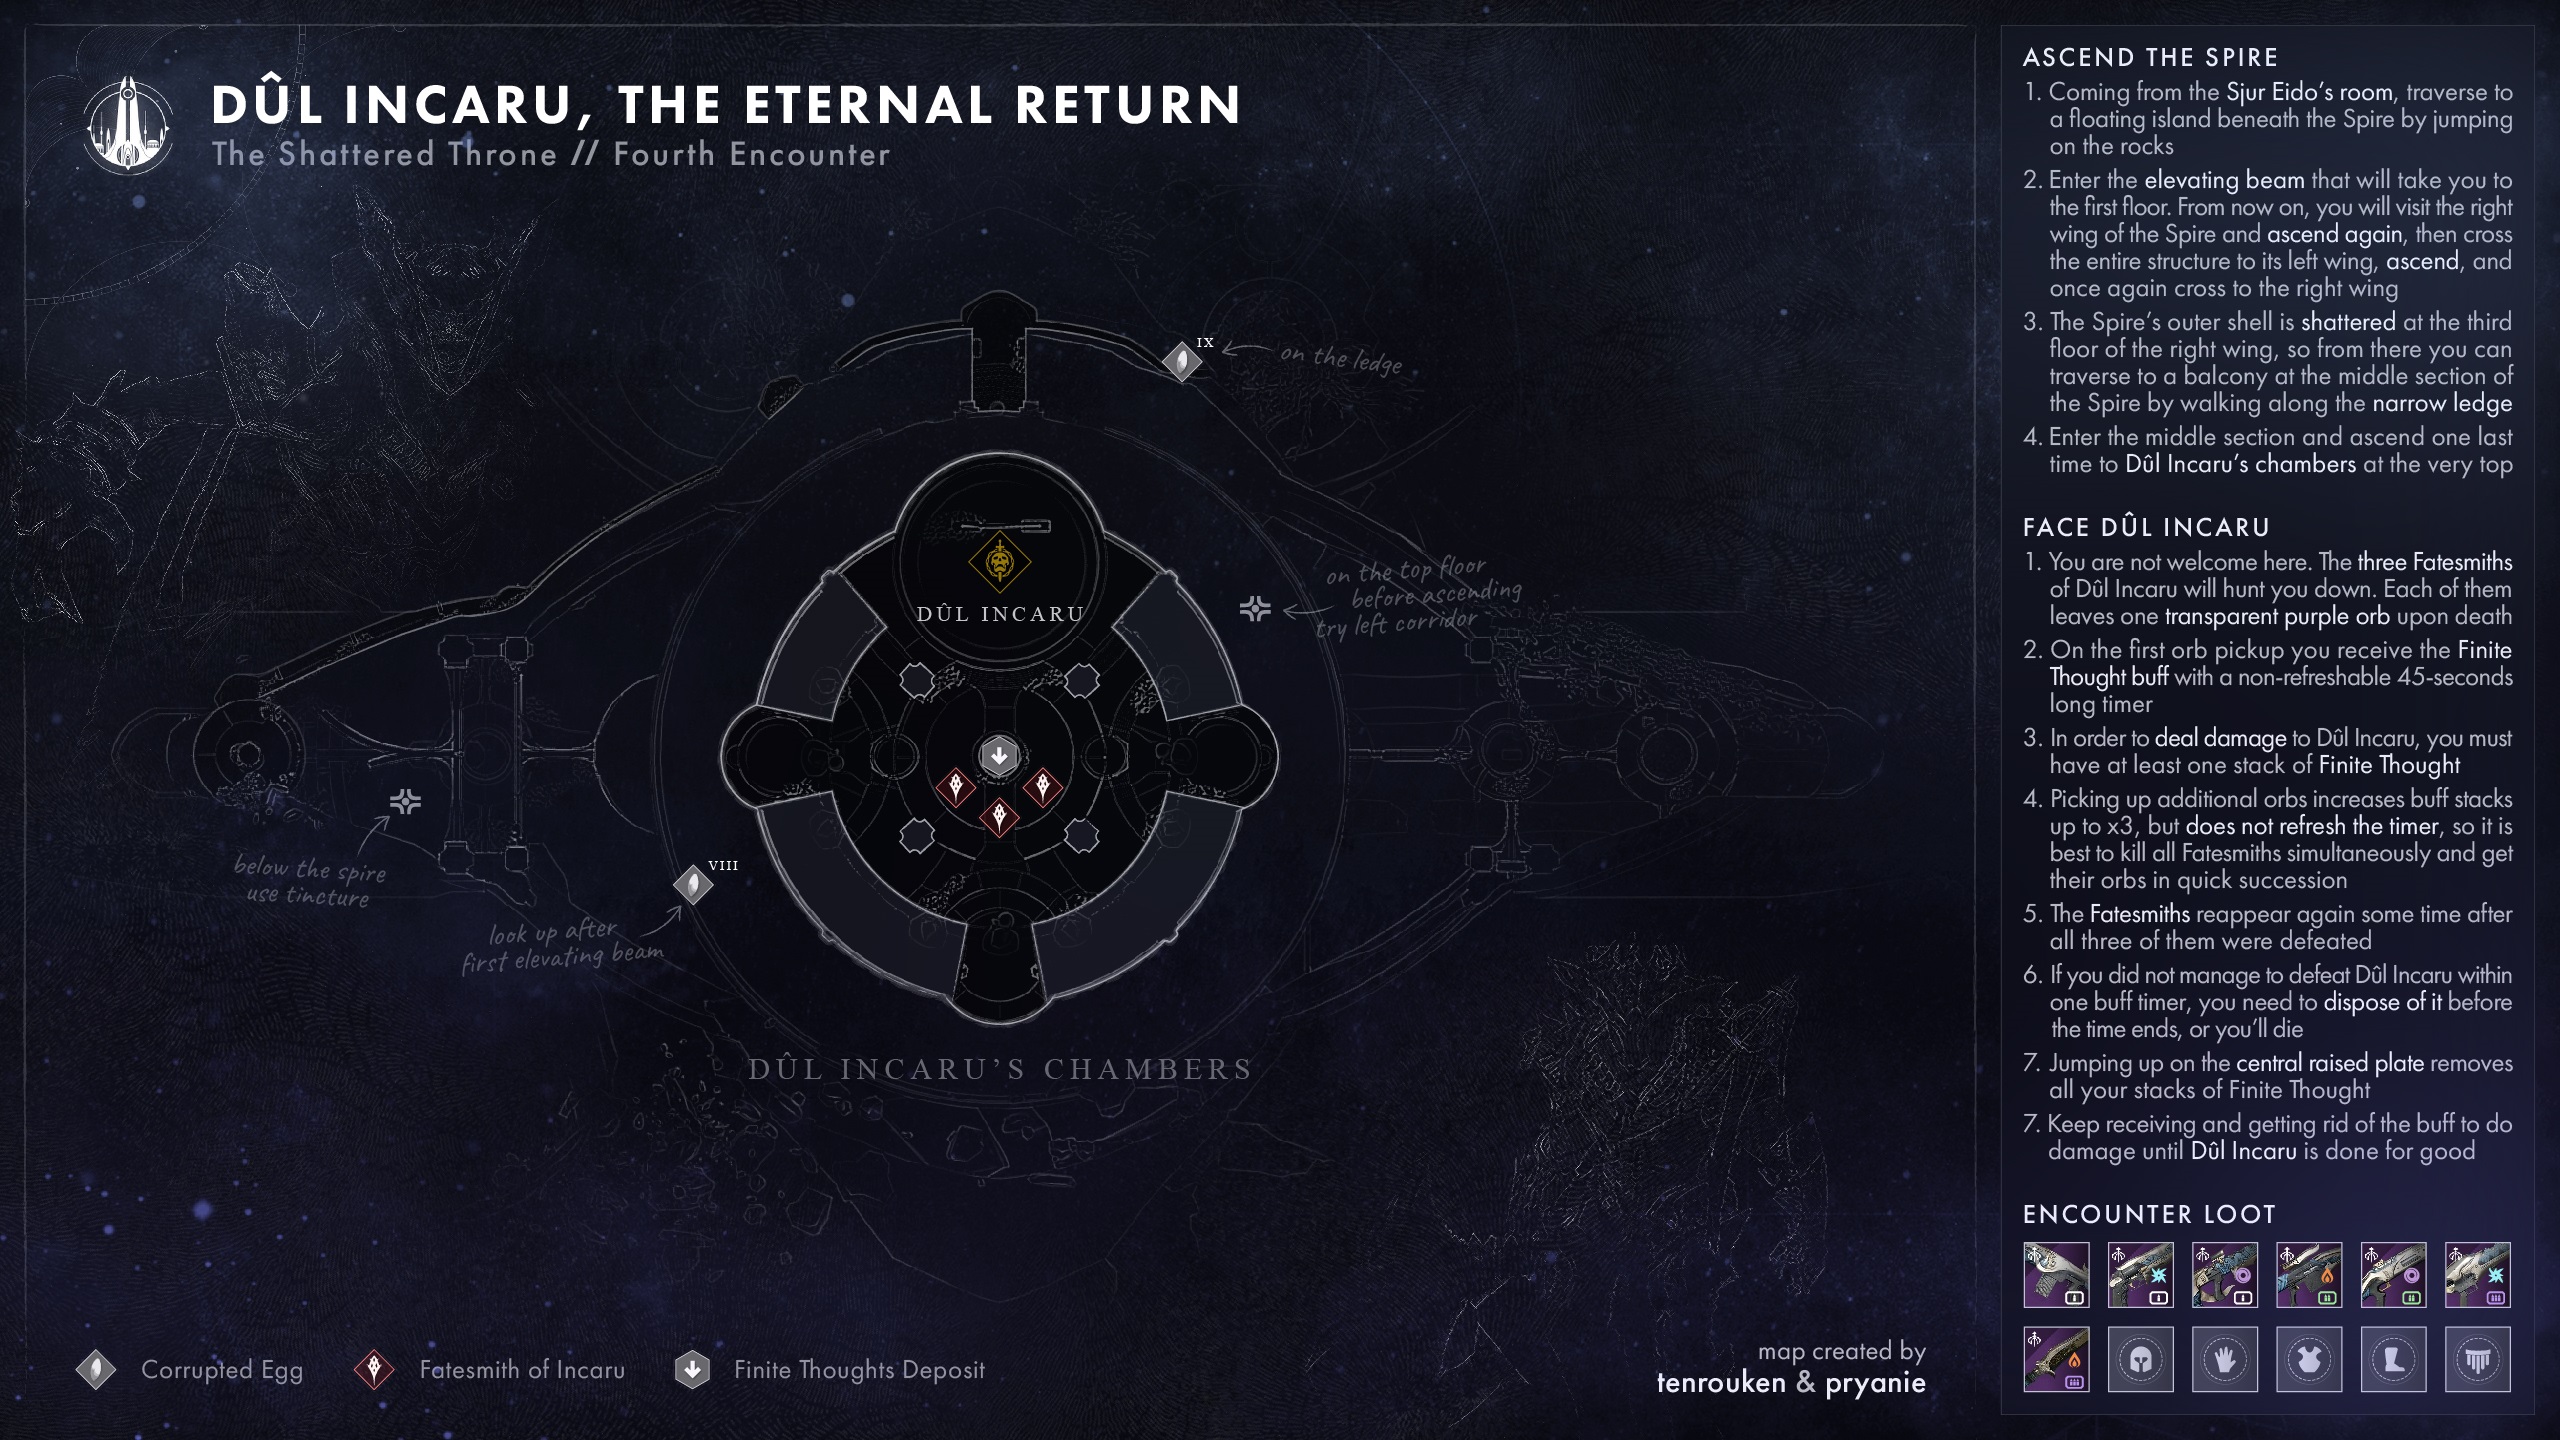 DÛL INCARU, THE ETERNAL RETURN
The Shattered Throne // Fourth Encounter
IX
on the ledge
DÛL INCARU
on the top floor
before ascending
try left corridor
below the spire
use tincture
VIII
look up after
first elevating beam
DÛL INCARU’S CHAMBERS
Corrupted Egg
Fatesmith of Incaru
Finite Thoughts Deposit
map created by
tenrouken & pryanie
ASCEND THE SPIRE
1. Coming from the Sjur Eido’s room, traverse to
a floating island beneath the Spire by jumping
on the rocks
2. Enter the elevating beam that will take you to
the first floor. From now on, you will visit the right
wing of the Spire and ascend again, then cross
the entire structure to its left wing, ascend, and
once again cross to the right wing
3. The Spire’s outer shell is shattered at the third
floor of the right wing, so from there you can
traverse to a balcony at the middle section of
the Spire by walking along the narrow ledge
4. Enter the middle section and ascend one last
time to Dûl Incaru’s chambers at the very top
FACE DÛL INCARU
1. You are not welcome here. The three Fatesmiths
of Dûl Incaru will hunt you down. Each of them
leaves one transparent purple orb upon death
2. On the first orb pickup you receive the Finite
Thought buff with a non-refreshable 45-seconds
long timer
3. In order to deal damage to Dûl Incaru, you must
have at least one stack of Finite Thought
4. Picking up additional orbs increases buff stacks
up to x3, but does not refresh the timer, so it is
best to kill all Fatesmiths simultaneously and get
their orbs in quick succession
5. The Fatesmiths reappear again some time after
all three of them were defeated
6. If you did not manage to defeat Dûl Incaru within
one buff timer, you need to dispose of it before
the time ends, or you’ll die
7. Jumping up on the central raised plate removes
all your stacks of Finite Thought
7. Keep receiving and getting rid of the buff to do
damage until Dûl Incaru is done for good
ENCOUNTER LOOT